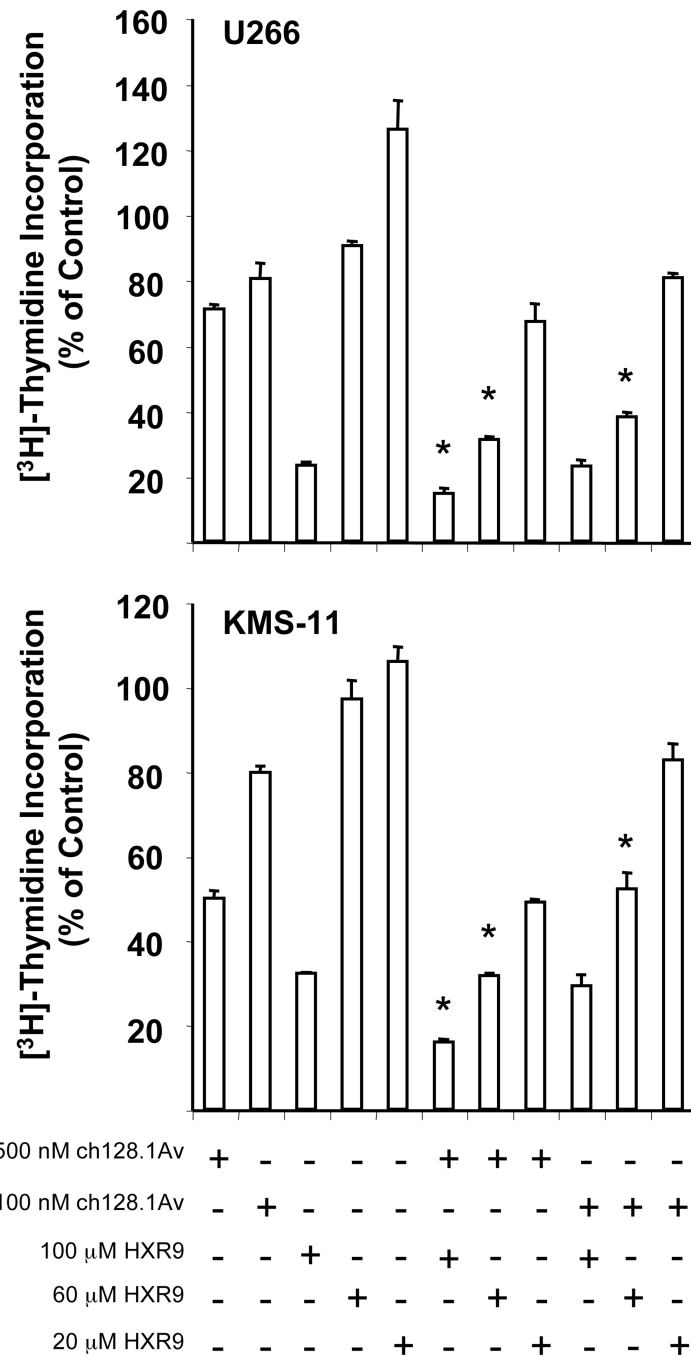 160
U266
140
120
100
80
60
40
20
[³H]-Thymidine Incorporation
(% of Control)
*
*
*
120
KMS-11
100
80
60
40
20
[³H]-Thymidine Incorporation
(% of Control)
*
*
*
500 nM ch128.1Av + - - - - + + + - - -
100 nM ch128.1Av - + - - - - - - + + +
100 μM HXR9 - - + - - + - - + - -
60 μM HXR9 - - - + - - + - - + -
20 μM HXR9 - - - - + - - + - - +